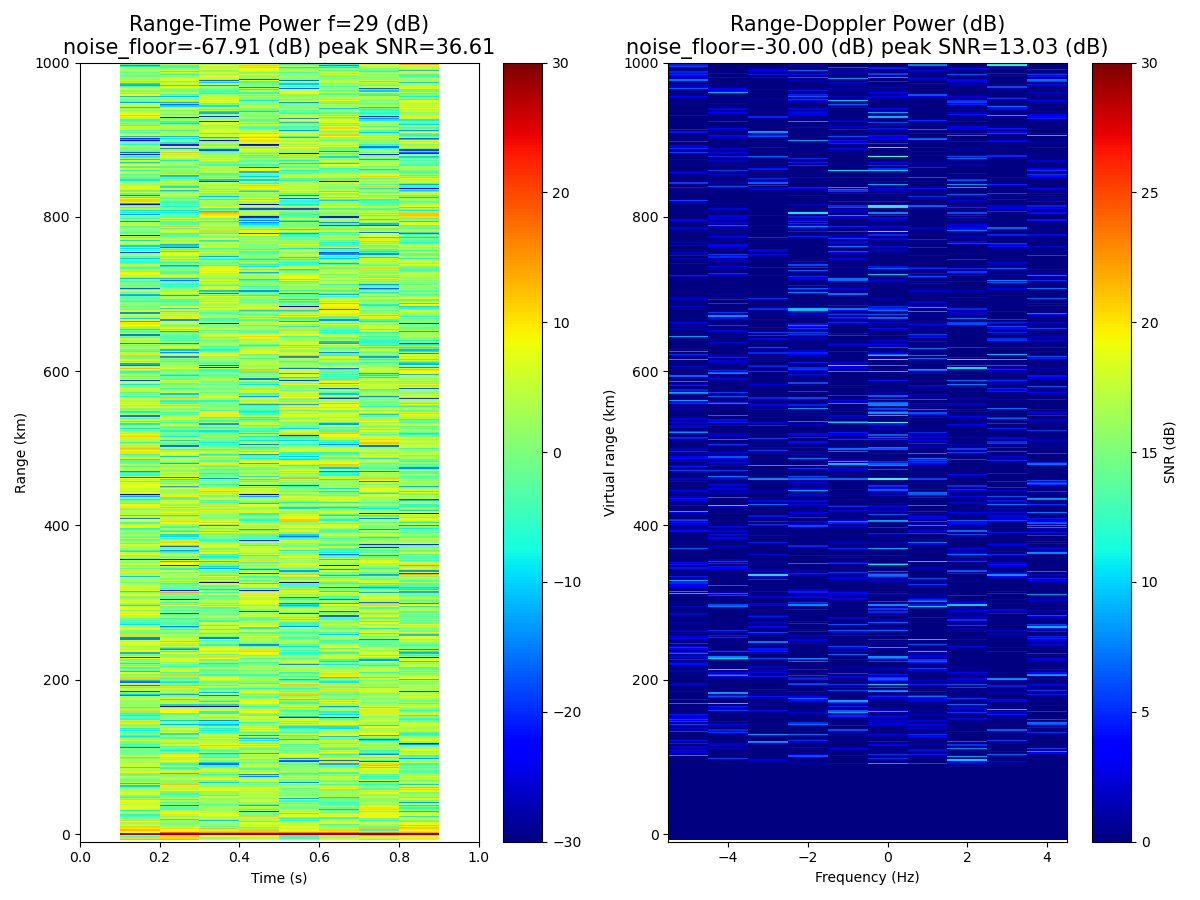 Range-Time Power f=29 (dB)
noise_floor=-67.91 (dB) peak SNR=36.61
1000
800
600
400
200
0
Range (km)
0.0 0.2 0.4 0.6 0.8 1.0
Time (s)
30
20
10
0
−10
−20
−30
Range-Doppler Power (dB)
noise_floor=-30.00 (dB) peak SNR=13.03 (dB)
1000
800
600
400
200
0
Virtual range (km)
−4 −2 0 2 4
Frequency (Hz)
30
25
20
15
10
5
0
SNR (dB)